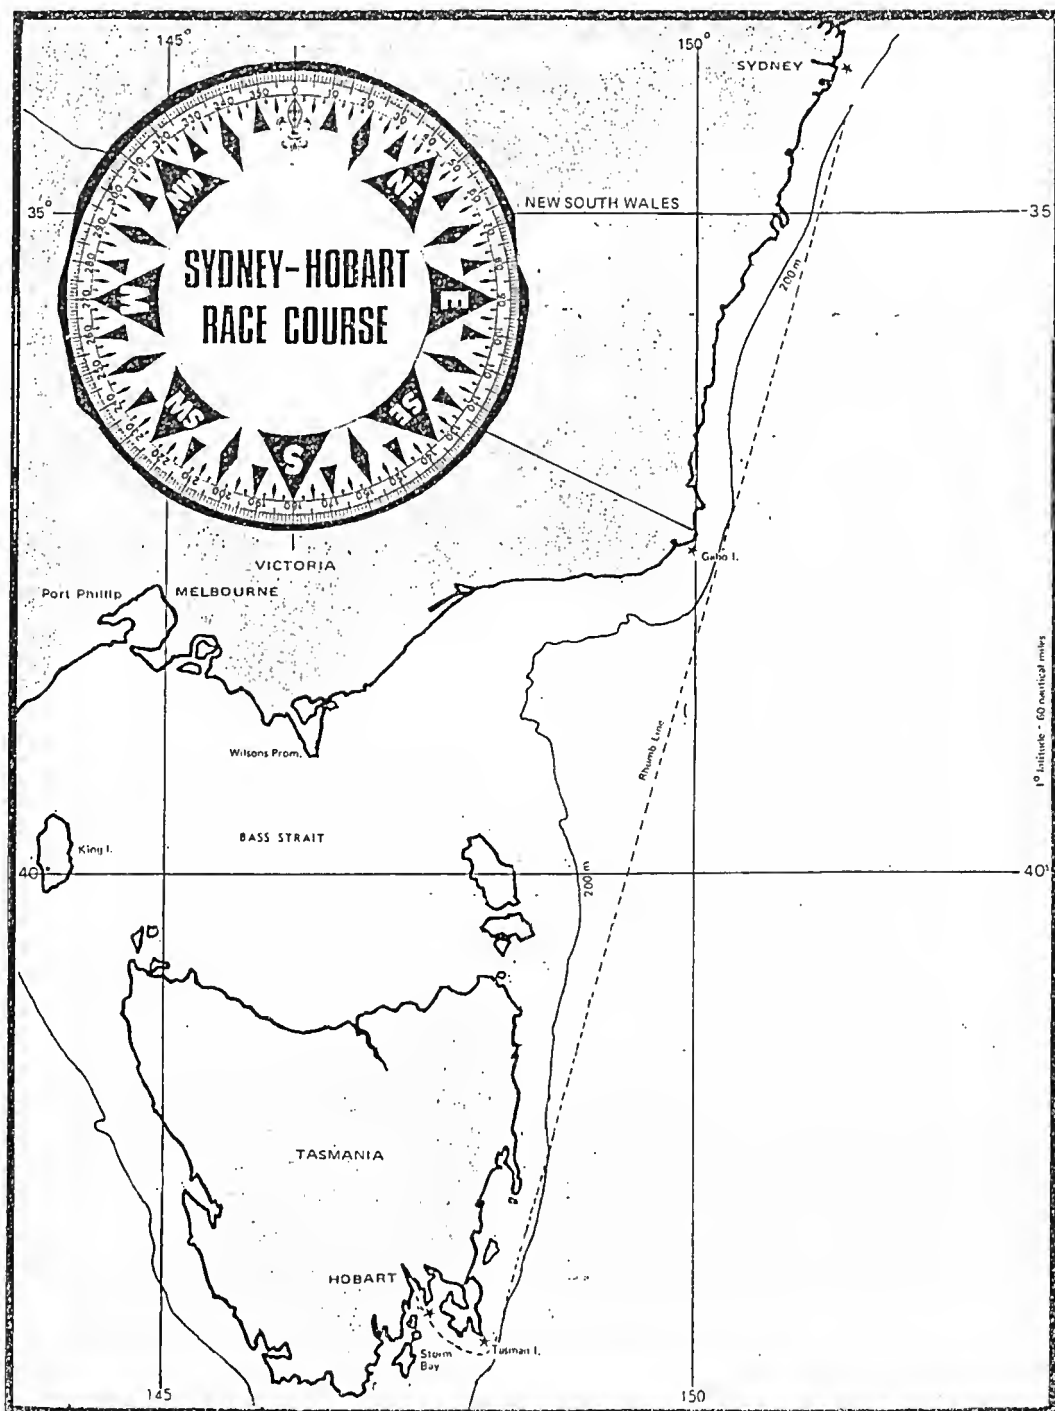 145°
150°
SYDNEY
NW
NE
35°
NEW SOUTH WALES
35
SYDNEY-HOBART
RACE COURSE
W
E
200 m
SW
SE
S
VICTORIA
Gabo I.
Port Phillip
MELBOURNE
1° latitude - 60 nautical miles
Wilsons Prom.
Rhumb Line
BASS STRAIT
King I.
40°
200 m
40°
TASMANIA
HOBART
Storm
Bay
Tasman I.
145
150